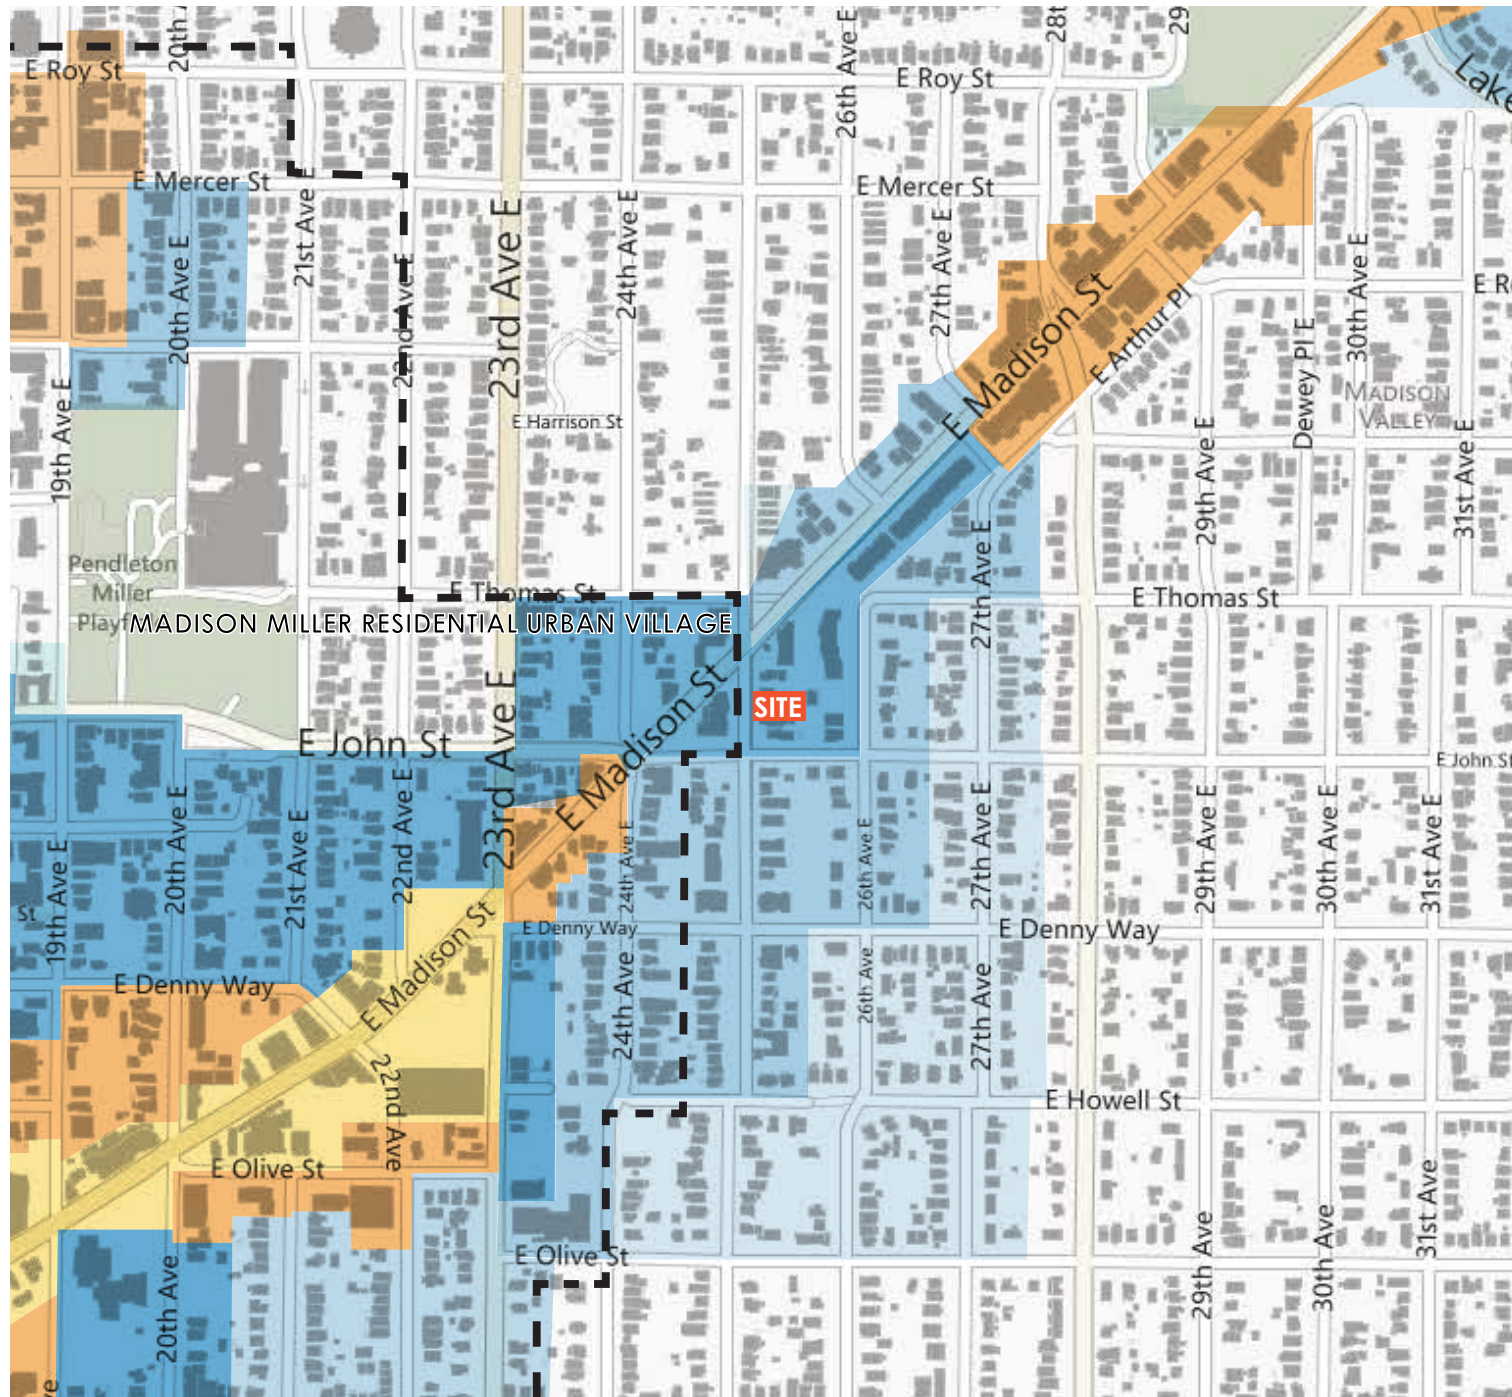 20th A
28t
29
E Roy St
26th Ave E
E Roy St
Lake
E Mercer St
21st Ave E
E Mercer St
20th Ave E
22nd Ave E
23rd Ave E
24th Ave E
27th Ave E
E Madison St
E Arthur Pl
30th Ave E
E R
19th Ave E
E Harrison St
Dewey Pl E
MADISON
VALLEY
29th Ave E
31st Ave E
Pendleton
Miller
Playf
E Thomas St
27th Ave E
E Thomas St
MADISON MILLER RESIDENTIAL URBAN VILLAGE
23rd Ave E
E Madison St
SITE
E John St
E John St
20th Ave E
21st Ave E
22nd Ave E
24th Ave E
26th Ave E
27th Ave E
29th Ave E
30th Ave E
31st Ave E
St
19th Ave E
E Madison St
E Denny Way
E Denny Way
E Denny Way
24th Ave
26th Ave
27th Ave
22nd Ave
E Howell St
E Olive St
E Olive St
20th Ave
29th Ave
30th Ave
31st Ave
ve